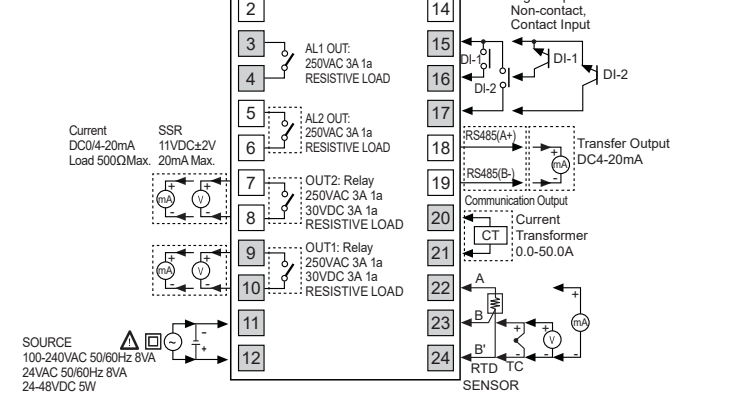 Non-contact,
Contact Input
2
14
3
AL1 OUT:
250VAC 3A 1a
RESISTIVE LOAD
4
15
DI-1
DI-1
DI-2
16
DI-2
17
5
AL2 OUT:
250VAC 3A 1a
RESISTIVE LOAD
6
Current
DC0/4-20mA
Load 500ΩMax.
SSR
11VDC±2V
20mA Max.
RS485(A+)
18
Transfer Output
DC4-20mA
+
mA
-
RS485(B-)
19
Communication Output
7
OUT2: Relay
250VAC 3A 1a
30VDC 3A 1a
RESISTIVE LOAD
8
+
mA
-
+
V
-
20
CT
21
Current
Transformer
0.0-50.0A
9
OUT1: Relay
250VAC 3A 1a
30VDC 3A 1a
RESISTIVE LOAD
10
+
mA
-
+
V
-
22
A
23
B
24
B'
RTD
TC
SENSOR
+
-
+
V
-
+
mA
-
11
12
SOURCE
100-240VAC 50/60Hz 8VA
24VAC 50/60Hz 8VA
24-48VDC 5W
!
~
-
+